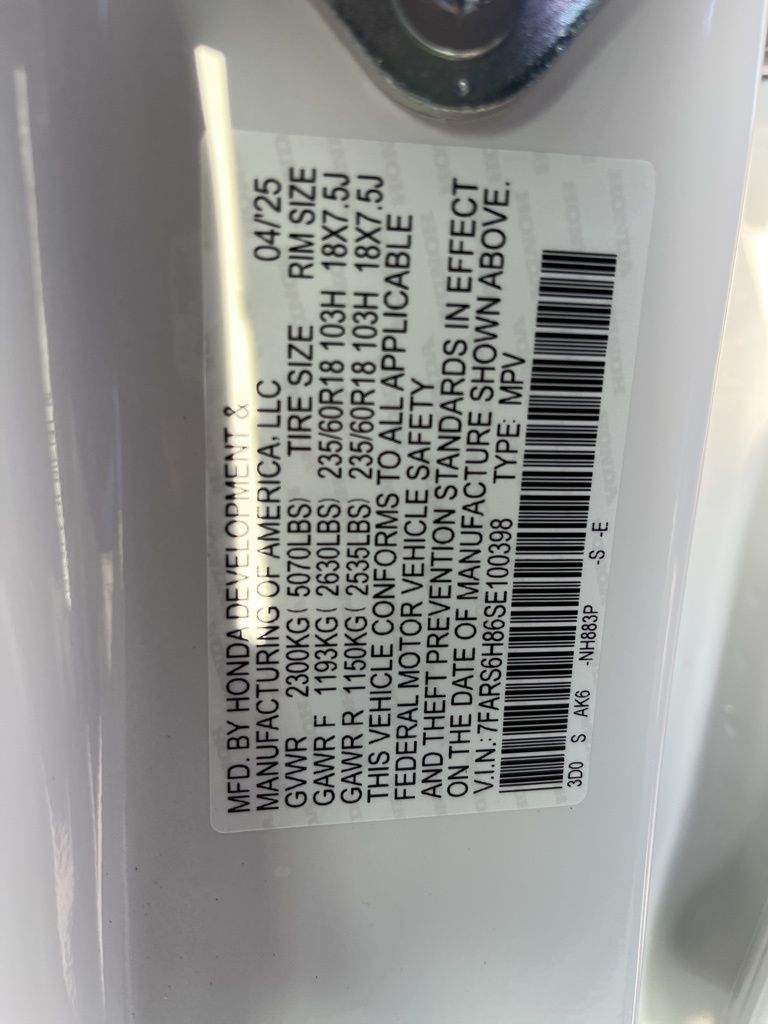 MFD. BY HONDA DEVELOPMENT &
MANUFACTURING OF AMERICA, LLC 04/'25
GVWR 2300KG( 5070LBS) TIRE SIZE RIM SIZE
GAWR F 1193KG( 2630LBS) 235/60R18 103H 18X7.5J
GAWR R 1150KG( 2535LBS) 235/60R18 103H 18X7.5J
THIS VEHICLE CONFORMS TO ALL APPLICABLE
FEDERAL MOTOR VEHICLE SAFETY
AND THEFT PREVENTION STANDARDS IN EFFECT
ON THE DATE OF MANUFACTURE SHOWN ABOVE.
V.I.N.: 7FARS6H86SE100398 TYPE: MPV
3D0 S AK6 -NH883P -S -E